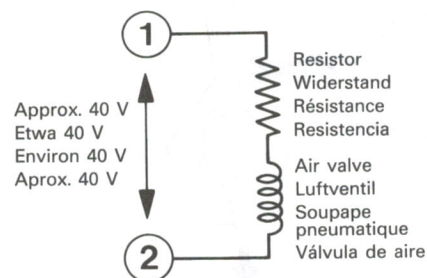 1
Resistor
Widerstand
Résistance
Resistencia
Approx. 40 V
Etwa 40 V
Environ 40 V
Aprox. 40 V
Air valve
Luftventil
Soupape
pneumatique
Válvula de aire
2